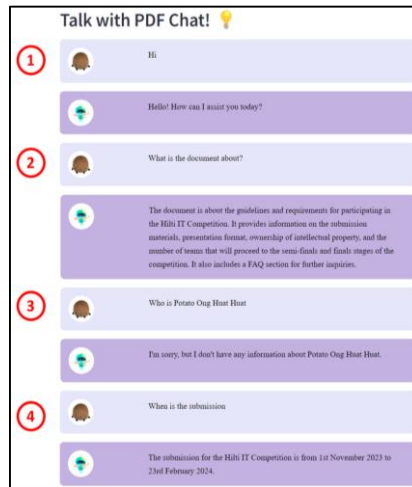 Talk with PDF Chat! 💡
1
Hi
Hello! How can I assist you today?
2
What is the document about?
The document is about the guidelines and requirements for participating in
the Hilti IT Competition. It provides information on the submission
materials, presentation format, ownership of intellectual property, and the
number of teams that will proceed to the semi-finals and finals stages of the
competition. It also includes a FAQ section for further inquiries.
3
Who is Potato Ong Huat Huat
I'm sorry, but I don't have any information about Potato Ong Huat Huat.
4
When is the submission
The submission for the Hilti IT Competition is from 1st November 2023 to
23rd February 2024.